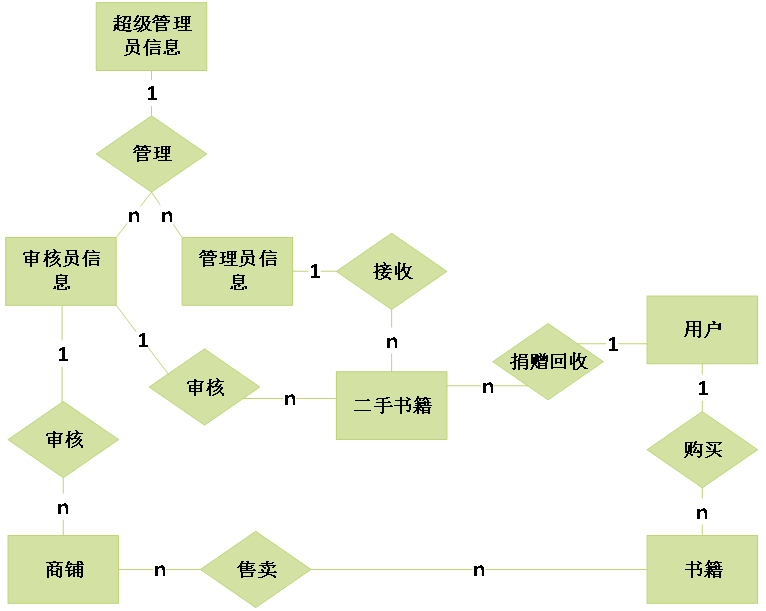 超级管理
员信息
1
管理
n
n
审核员信
息
管理员信
息
1
接收
用户
1
1
n
捐赠回收
1
1
审核
n
二手书籍
n
审核
购买
n
n
商铺
n
售卖
n
书籍